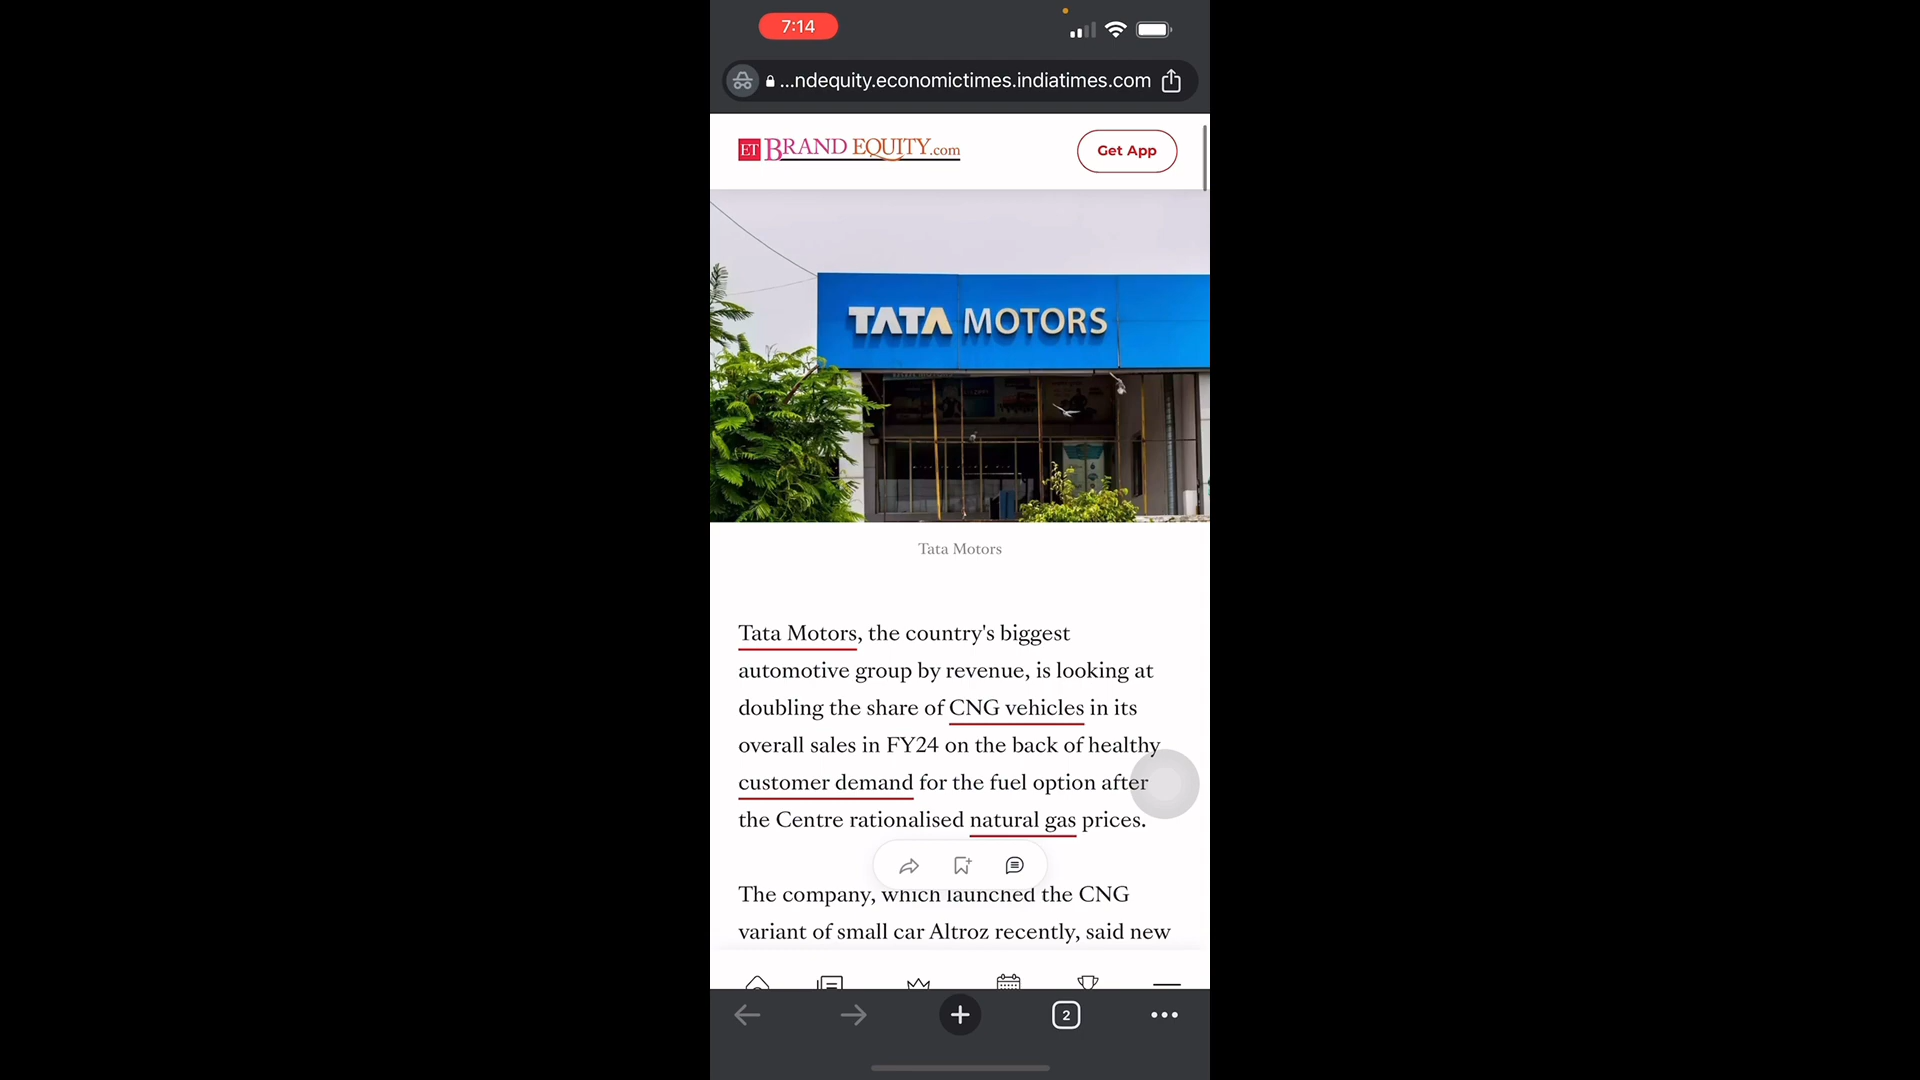 7:14
...ndequity.economictimes.indiatimes.com
ET BRAND EQUITY.com
Get App
TATA MOTORS
Tata Motors
Tata Motors, the country's biggest
automotive group by revenue, is looking at
doubling the share of CNG vehicles in its
overall sales in FY24 on the back of healthy
customer demand for the fuel option after
the Centre rationalised natural gas prices.
The company, which launched the CNG
variant of small car Altroz recently, said new
2